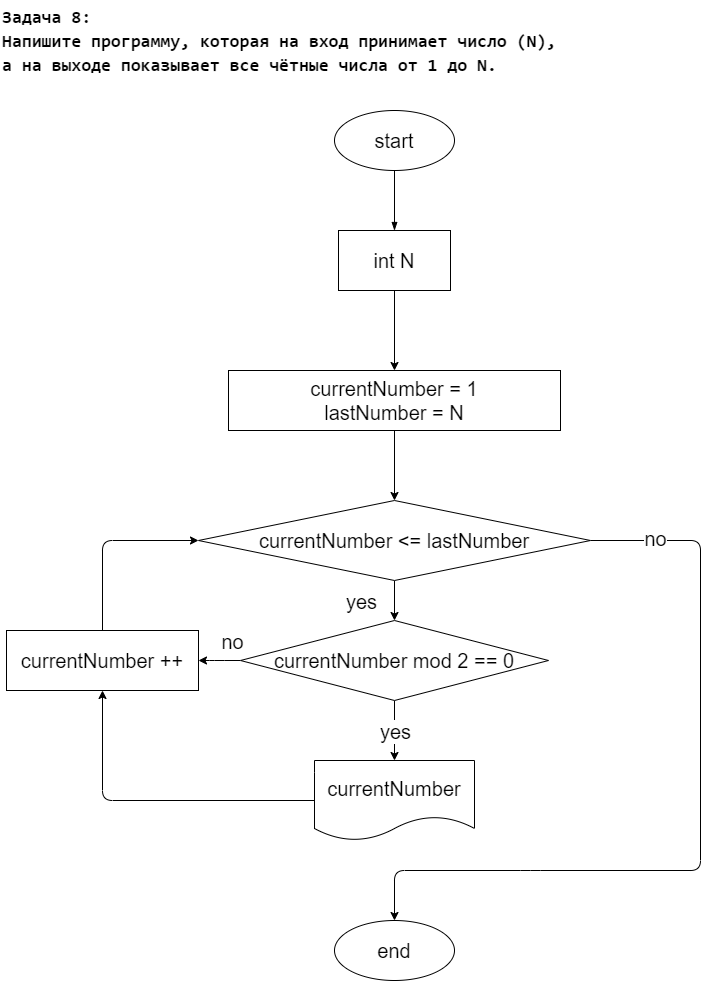 Задача 8:
Напишите программу, которая на вход принимает число (N),
а на выходе показывает все чётные числа от 1 до N.
start
int N
currentNumber = 1
lastNumber = N
currentNumber <= lastNumber
no
yes
no
currentNumber ++
currentNumber mod 2 == 0
yes
currentNumber
end